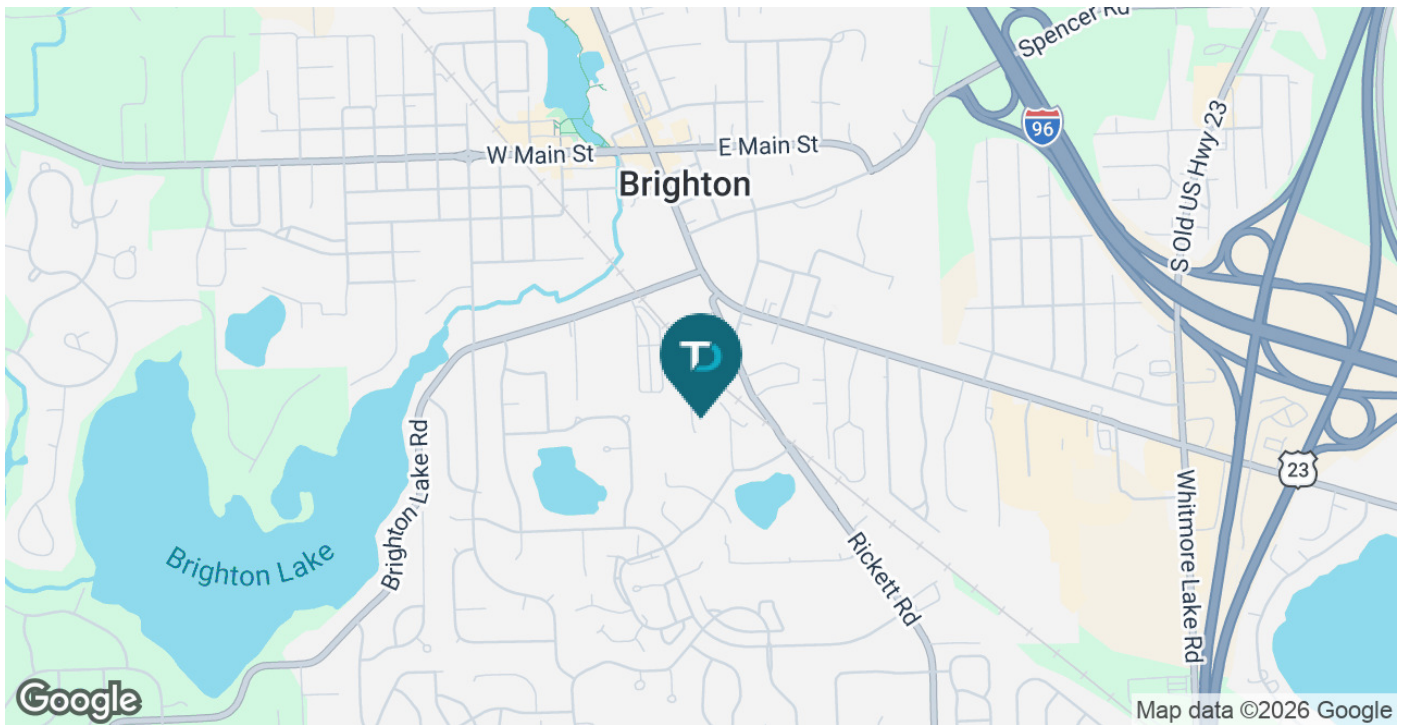 Spencer Rd
96
W Main St
E Main St
S Old US Hwy 23
Brighton
TD
Brighton Lake Rd
23
Whitmore Lake Rd
Brighton Lake
Rickett Rd
Google
Map data ©2026 Google